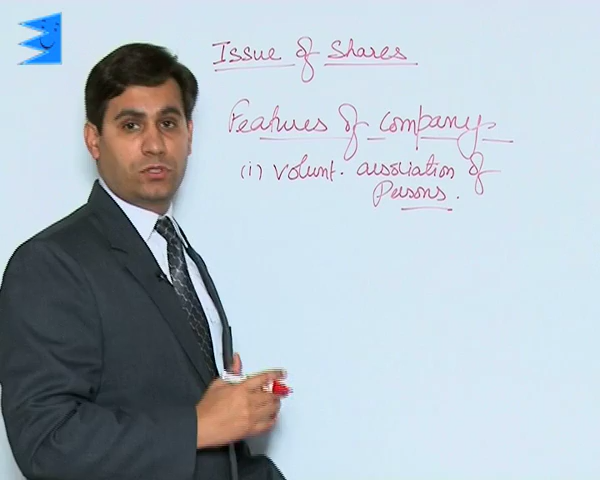 Issue of Shares
Features of Company
(i) Volunt. association of
Persons.